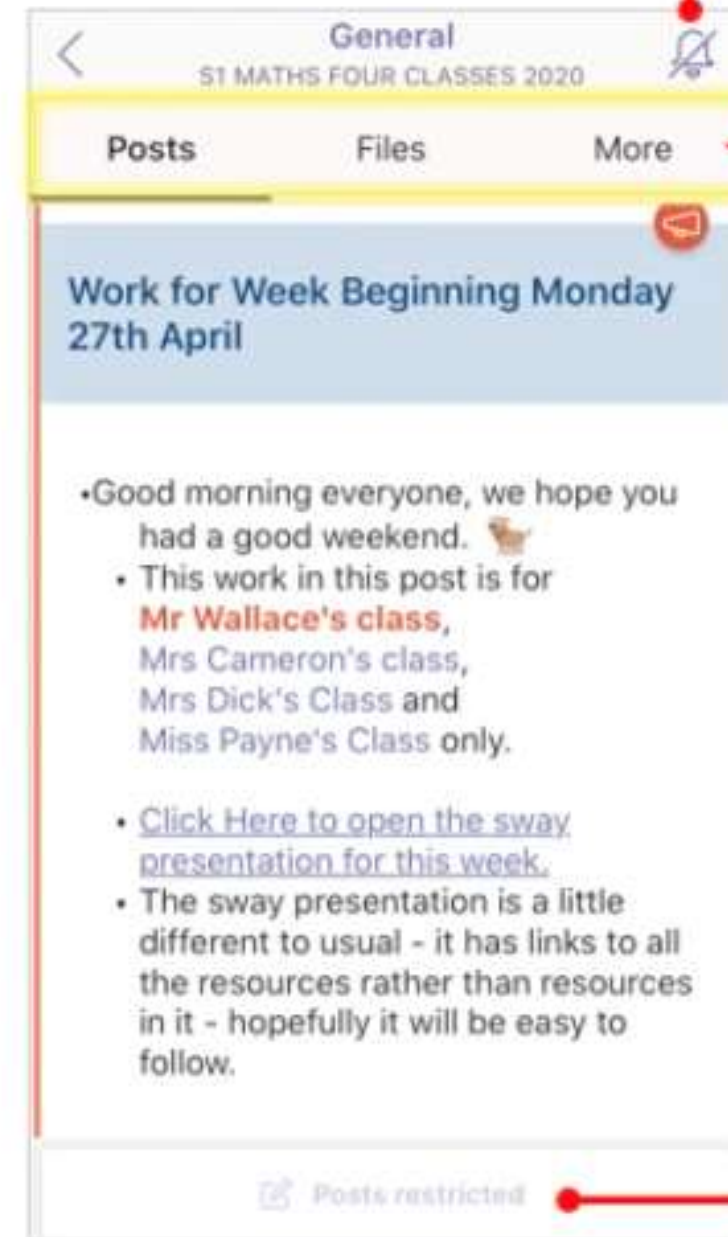 General
S1 MATHS FOUR CLASSES 2020
Posts Files More
Work for Week Beginning Monday
27th April
•Good morning everyone, we hope you
had a good weekend. 🐕
• This work in this post is for
Mr Wallace's class,
Mrs Cameron's class,
Mrs Dick's Class and
Miss Payne's Class only.
• Click Here to open the sway
presentation for this week.
• The sway presentation is a little
different to usual - it has links to all
the resources rather than resources
in it - hopefully it will be easy to
follow.
Posts restricted